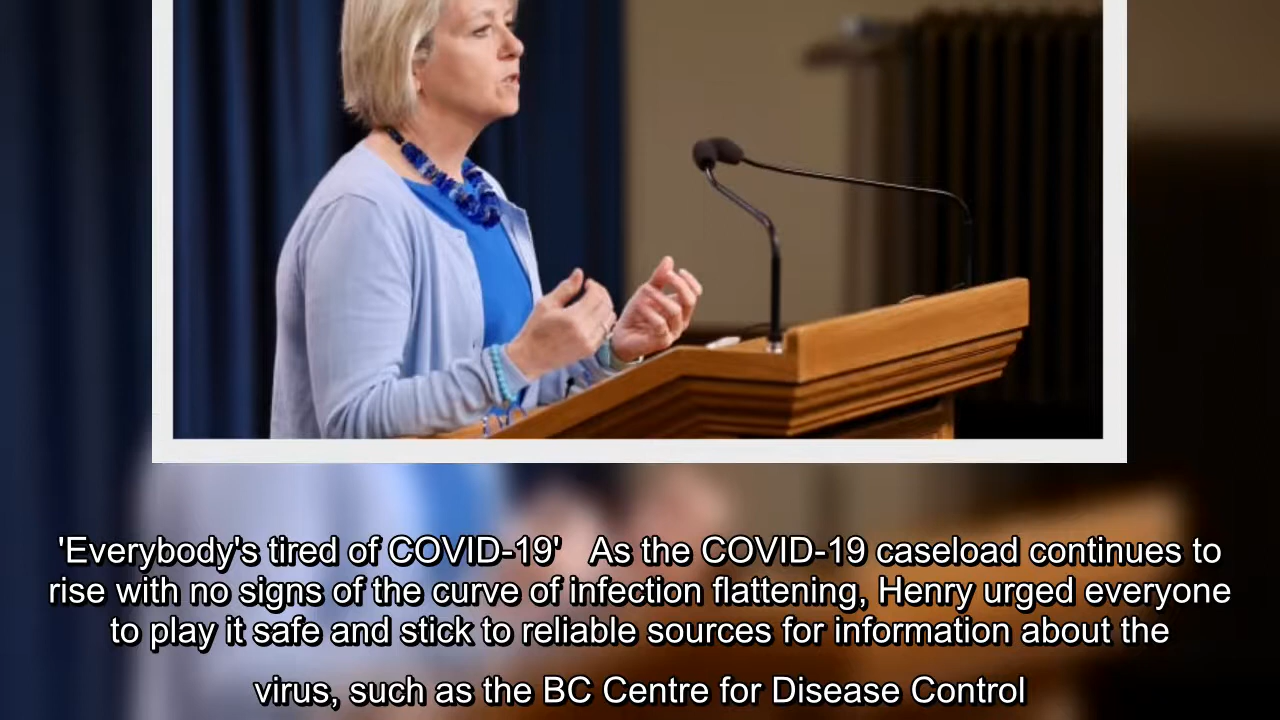 'Everybody's tired of COVID-19'   As the COVID-19 caseload continues to
rise with no signs of the curve of infection flattening, Henry urged everyone
to play it safe and stick to reliable sources for information about the
virus, such as the BC Centre for Disease Control